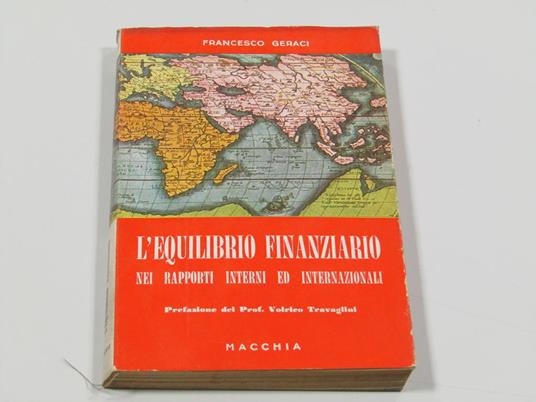 FRANCESCO GERACI
L'EQUILIBRIO FINANZIARIO
NEI RAPPORTI INTERNI ED INTERNAZIONALI
Prefazione del Prof. Volrico Travaglini
MACCHIA